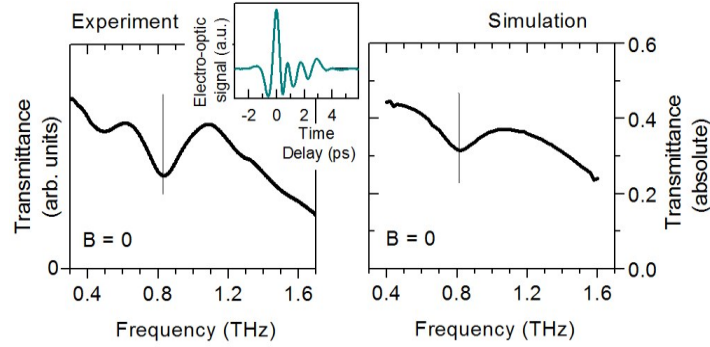 Experiment
Electro-optic
signal (a.u.)
-2 0 2 4
Time
Delay (ps)
Transmittance
(arb. units)
0
B = 0
0.4 0.8 1.2 1.6
Frequency (THz)
Simulation
0.6
0.4
0.2
0.0
Transmittance
(absolute)
B = 0
0.4 0.8 1.2 1.6
Frequency (THz)